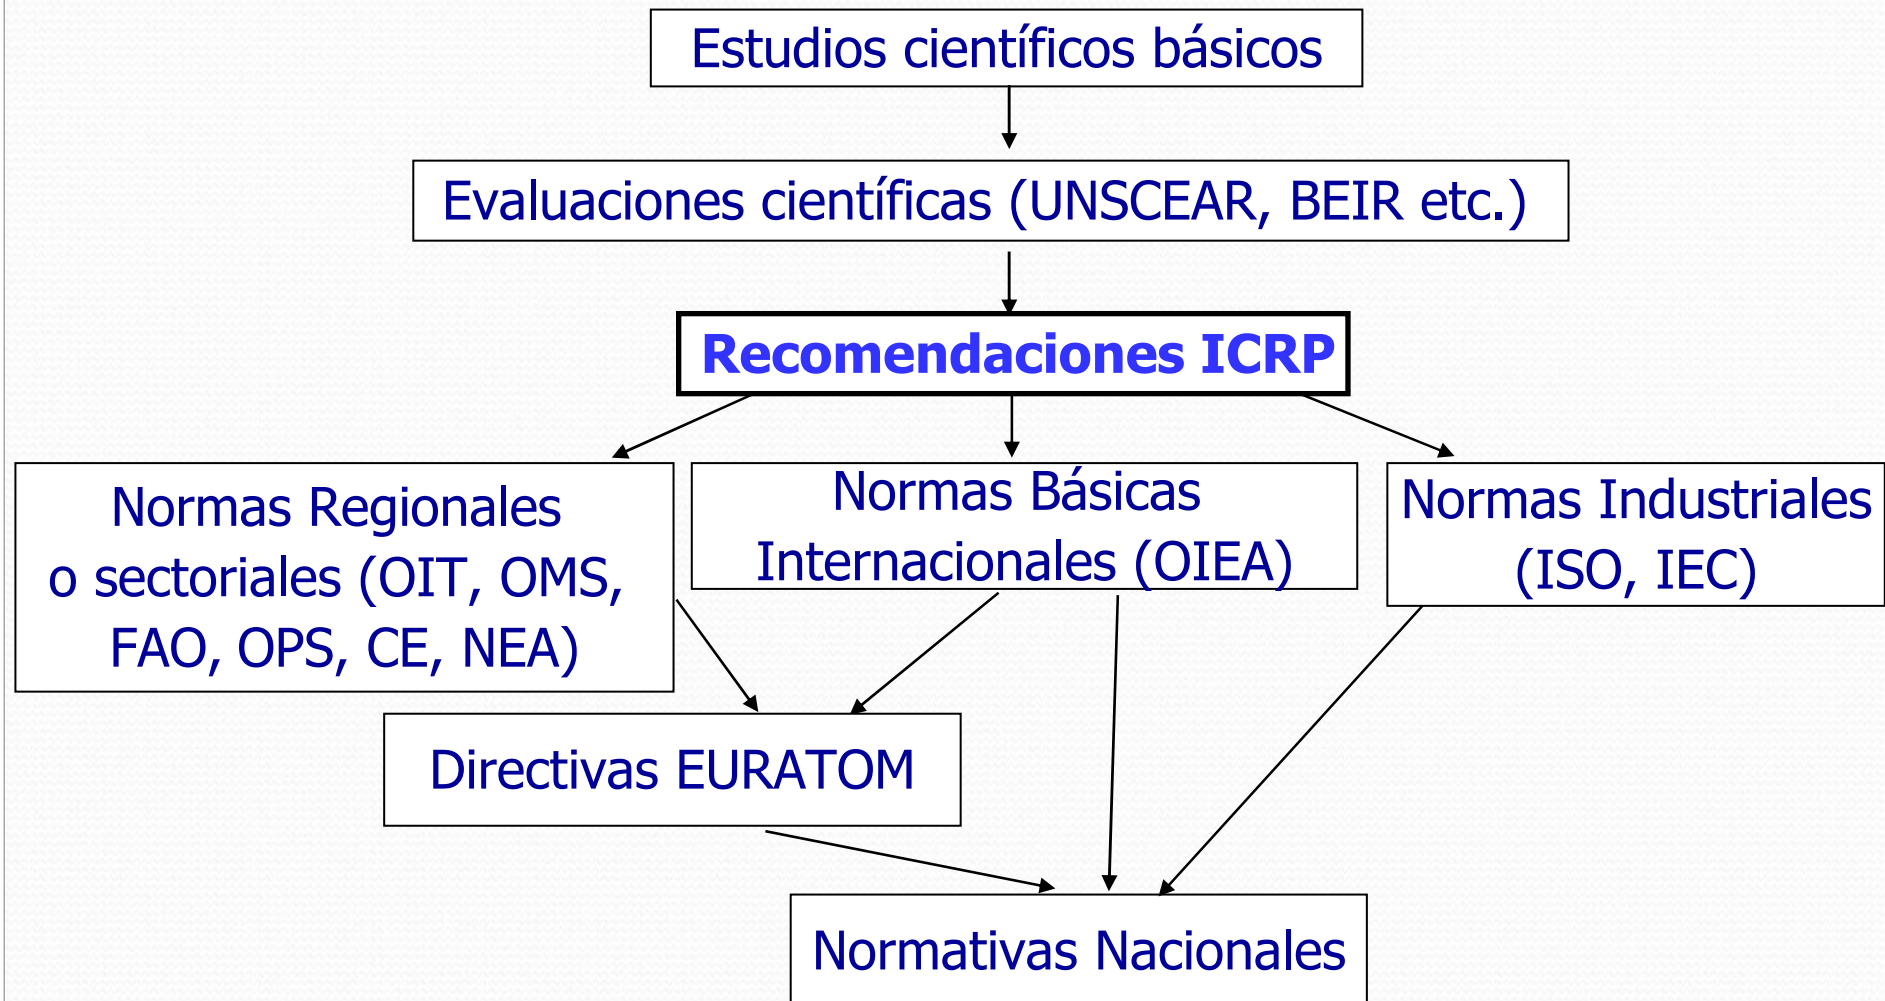 Estudios científicos básicos
Evaluaciones científicas (UNSCEAR, BEIR etc.)
Recomendaciones ICRP
Normas Regionales
o sectoriales (OIT, OMS,
FAO, OPS, CE, NEA)
Normas Básicas
Internacionales (OIEA)
Normas Industriales
(ISO, IEC)
Directivas EURATOM
Normativas Nacionales